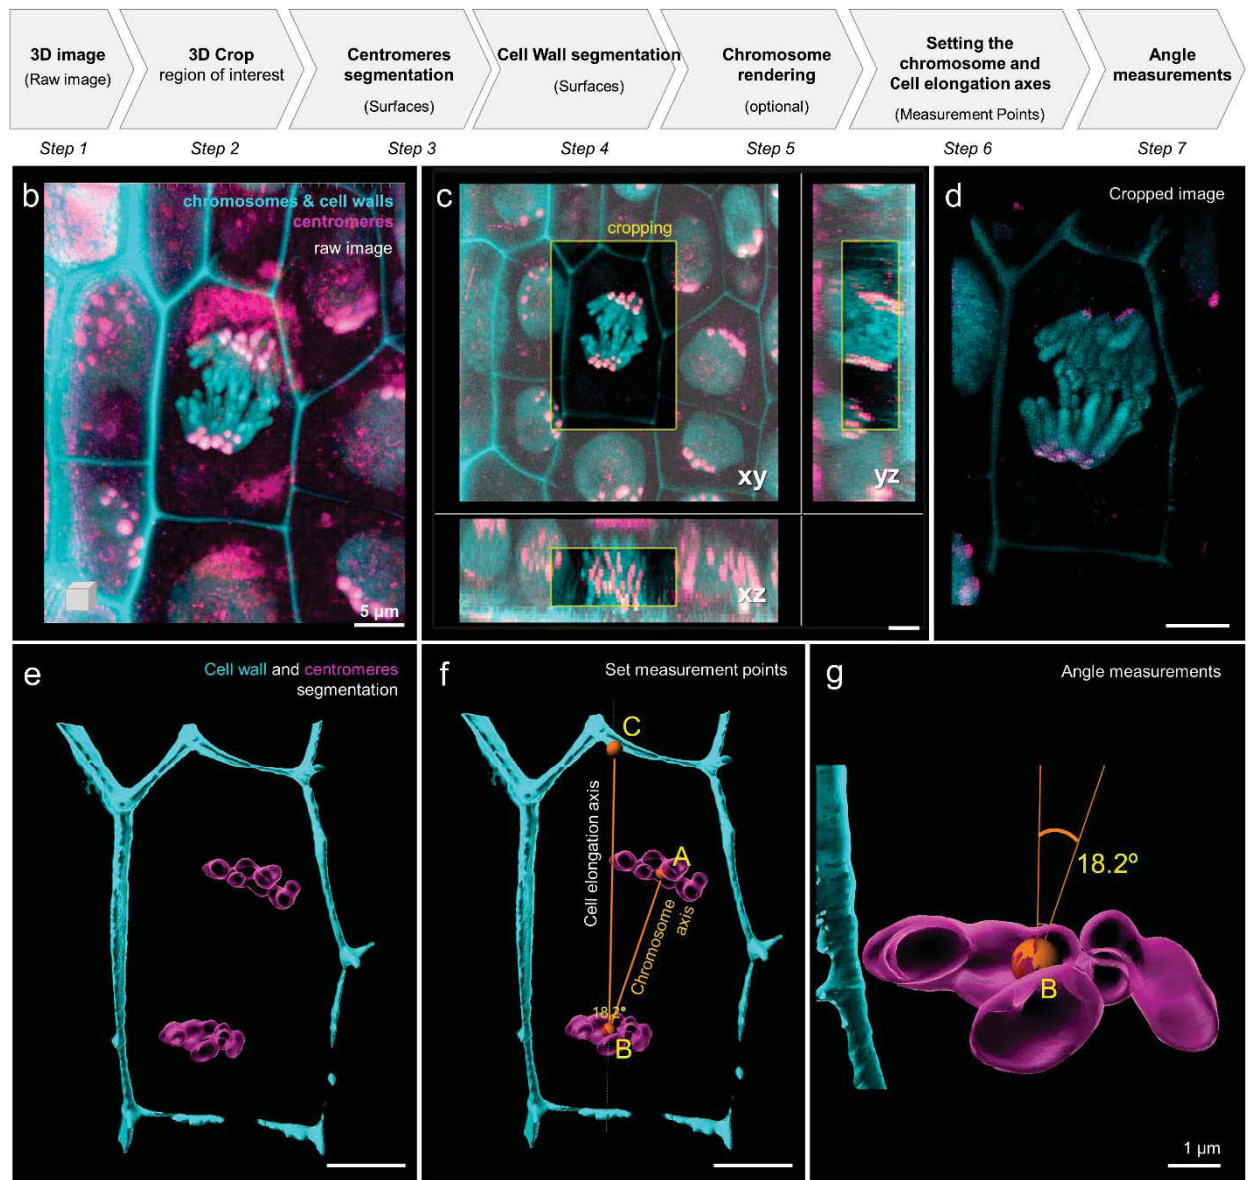 3D image
(Raw image)
3D Crop
region of interest
Centromeres
segmentation
(Surfaces)
Cell Wall segmentation
(Surfaces)
Chromosome
rendering
(optional)
Setting the
chromosome and
Cell elongation axes
(Measurement Points)
Angle
measurements
Step 1
Step 2
Step 3
Step 4
Step 5
Step 6
Step 7
b
chromosomes & cell walls
centromeres
raw image
5 µm
c
cropping
xy
yz
xz
d
Cropped image
e
Cell wall and centromeres
segmentation
f
Set measurement points
C
Cell elongation axis
A
Chromosome
axis
18.2º
B
g
Angle measurements
18.2º
B
1 µm